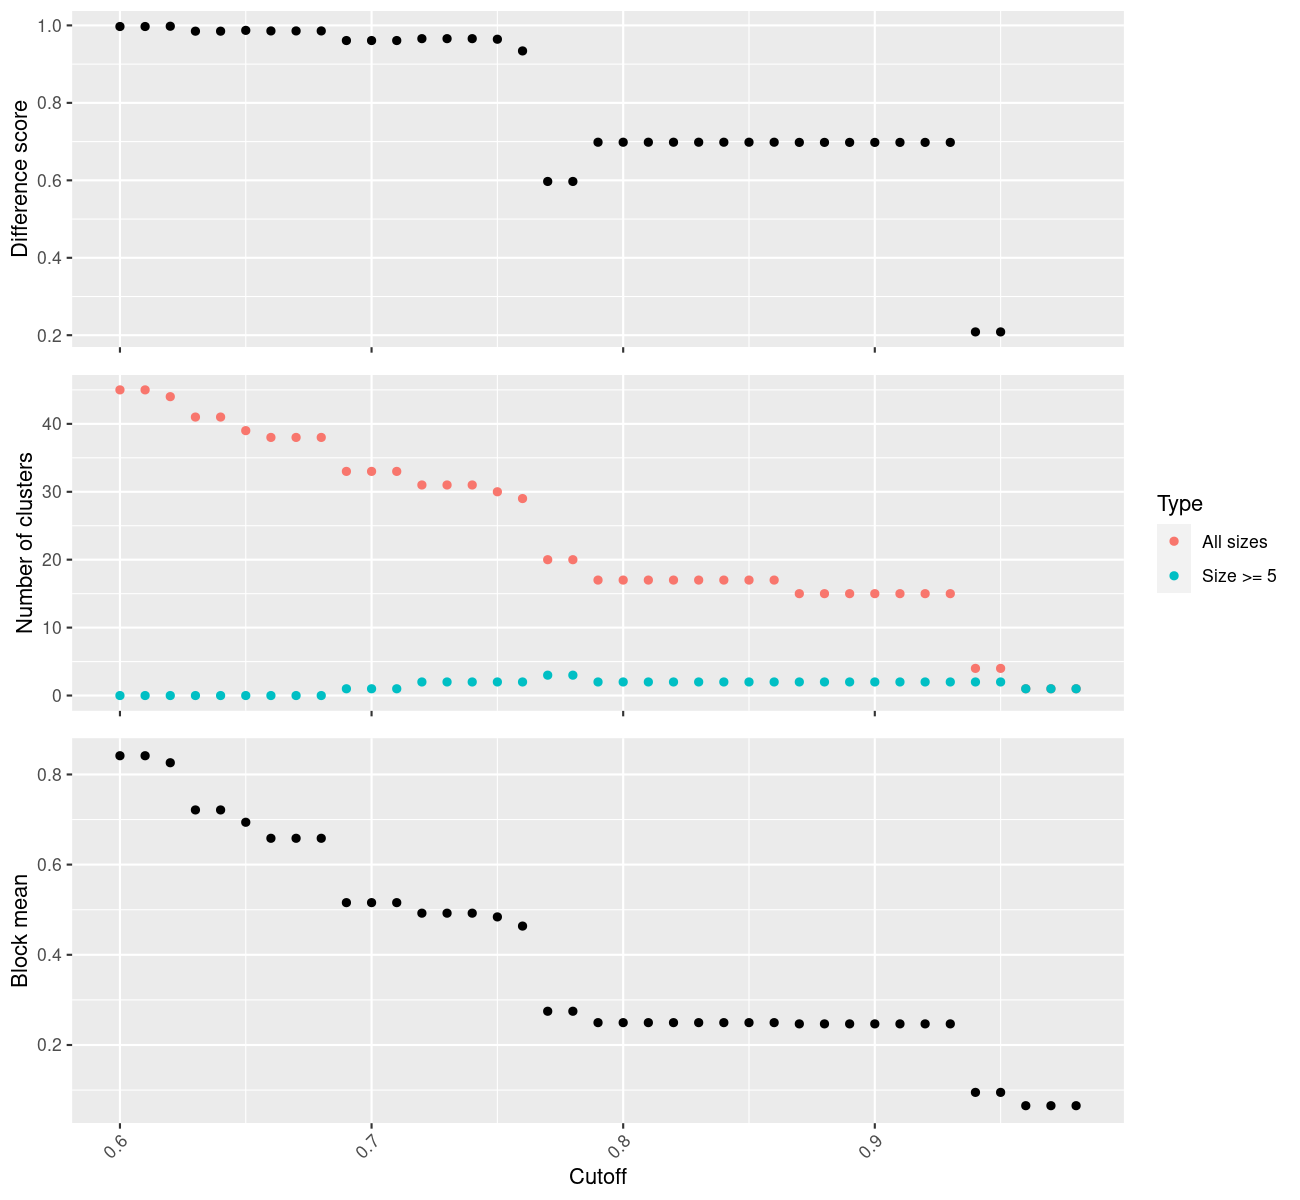 Difference score
1.0
0.8
0.6
0.4
0.2
Number of clusters
40
30
20
10
0
Type
All sizes
Size >= 5
Block mean
0.8
0.6
0.4
0.2
0.6
0.7
0.8
0.9
Cutoff